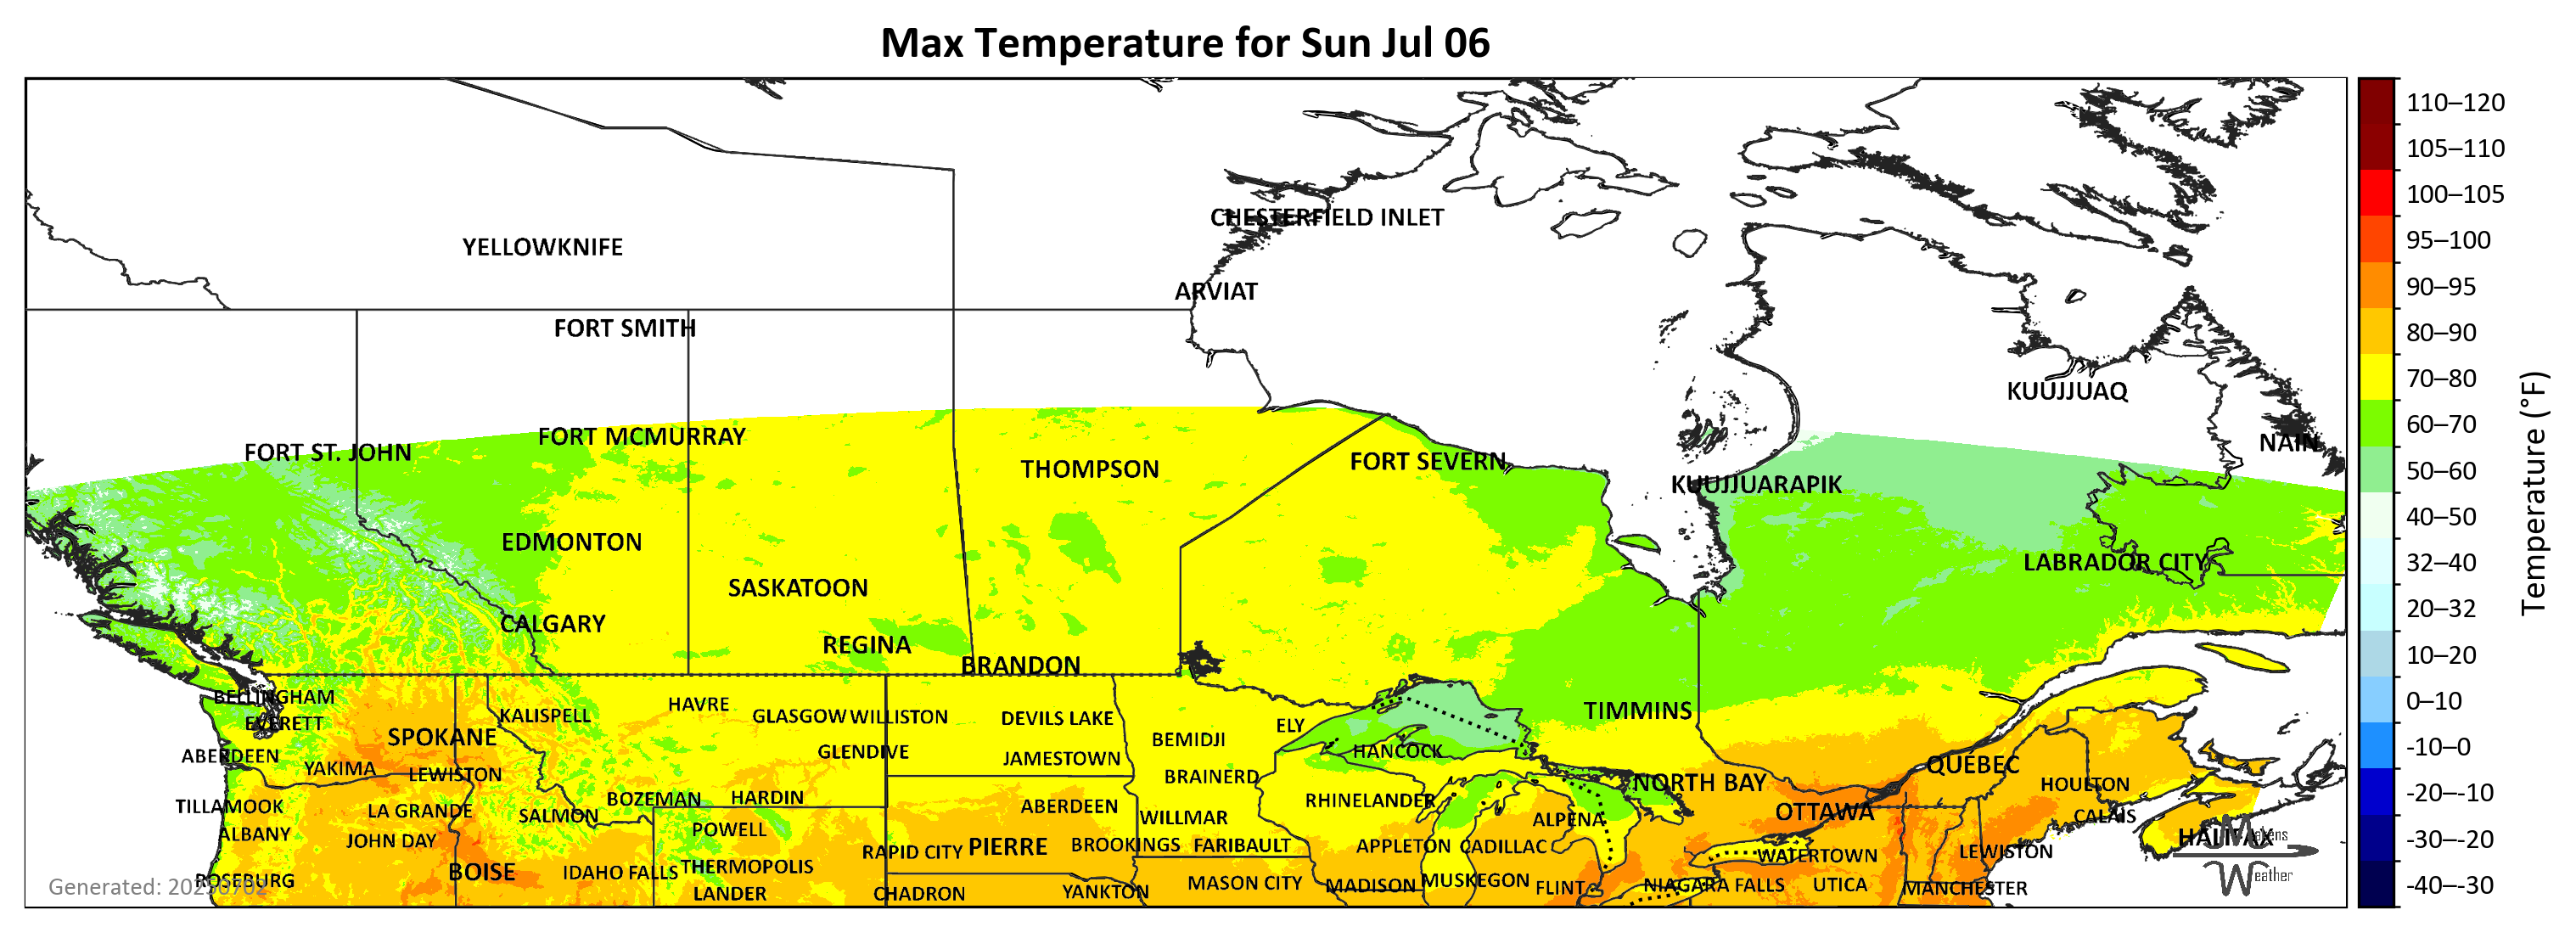 Max Temperature for Sun Jul 06
CHESTERFIELD INLET
YELLOWKNIFE
ARVIAT
FORT SMITH
KUUJJUAQ
FORT MCMURRAY
NAIN
FORT ST. JOHN
FORT SEVERN
THOMPSON
KUUJJUARAPIK
EDMONTON
LABRADOR CITY
SASKATOON
CALGARY
REGINA
BRANDON
BELLINGHAM
HAVRE
KALISPELL
GLASGOW
WILLISTON
DEVILS LAKE
TIMMINS
EVERETT
ELY
SPOKANE
BEMIDJI
GLENDIVE
HANCOCK
ABERDEEN
JAMESTOWN
QUÉBEC
YAKIMA
LEWISTON
BRAINERD
NORTH BAY
HOULTON
BOZEMAN
HARDIN
RHINELANDER
TILLAMOOK
LA GRANDE
ABERDEEN
SALMON
WILLMAR
OTTAWA
CALAIS
ALPENA
POWELL
ALBANY
JOHN DAY
HALIFAX
Makens
Weather
RAPID CITY
PIERRE
BROOKINGS
FARIBAULT
APPLETON
CADILLAC
LEWISTON
WATERTOWN
BOISE
IDAHO FALLS
THERMOPOLIS
ROSEBURG
MASON CITY
MADISON
MUSKEGON
FLINT
NIAGARA FALLS
UTICA
MANCHESTER
LANDER
CHADRON
YANKTON
Generated: 20250702
110–120
105–110
100–105
95–100
90–95
80–90
70–80
60–70
50–60
40–50
32–40
20–32
10–20
0–10
-10–0
-20–-10
-30–-20
-40–-30
Temperature (°F)